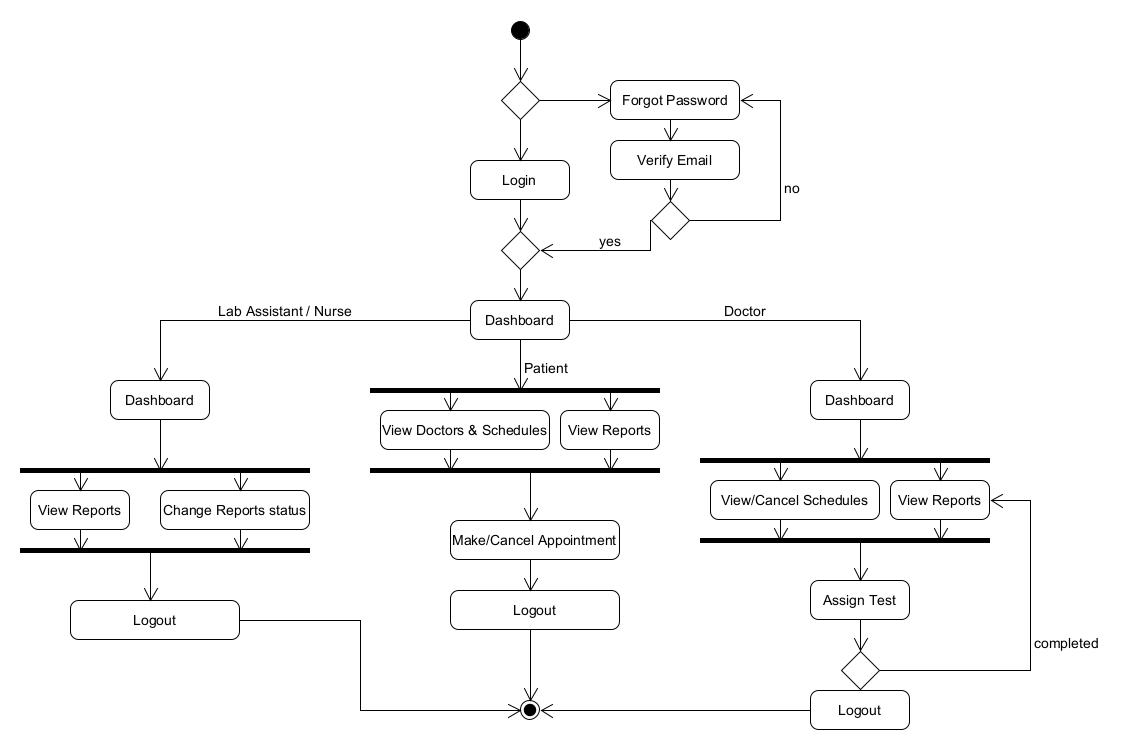 Forgot Password
Verify Email
Login
no
yes
Lab Assistant / Nurse
Dashboard
Doctor
Patient
Dashboard
Dashboard
View Doctors & Schedules
View Reports
View Reports
Change Reports status
View/Cancel Schedules
View Reports
Make/Cancel Appointment
Logout
Logout
Assign Test
completed
Logout